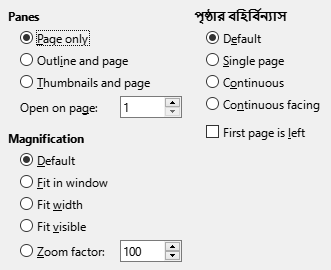 Panes
Page only
Outline and page
Thumbnails and page
Open on page: 1
Magnification
Default
Fit in window
Fit width
Fit visible
Zoom factor: 100
পৃষ্ঠার বহির্বিন্যাস
Default
Single page
Continuous
Continuous facing
First page is left